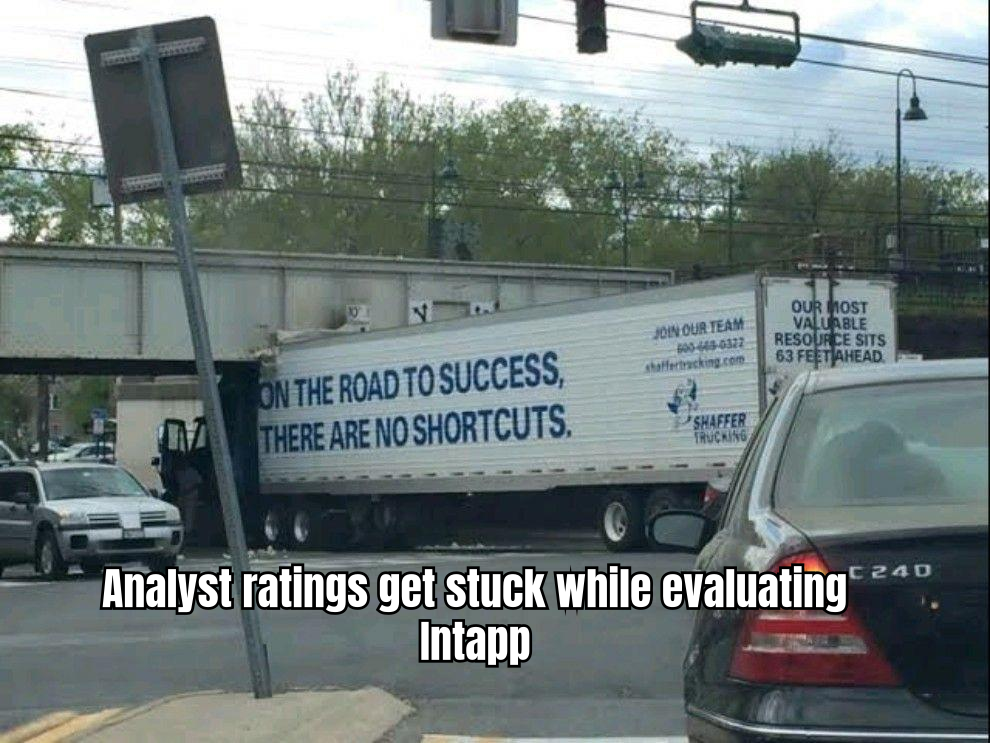 ON THE ROAD TO SUCCESS,
THERE ARE NO SHORTCUTS.
JOIN OUR TEAM
800-669-0322
shaffertrucking.com
SHAFFER
TRUCKING
OUR MOST
VALUABLE
RESOURCE SITS
63 FEET AHEAD.
C 240
Analyst ratings get stuck while evaluating
Intapp